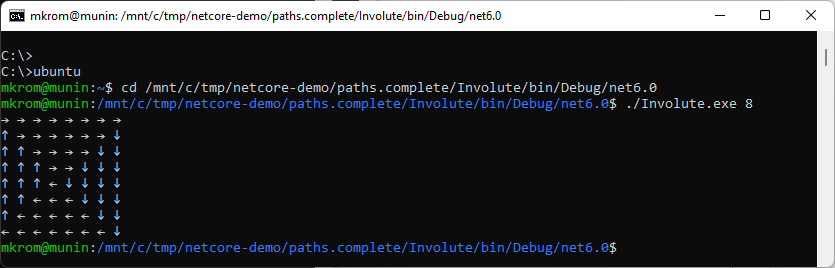 mkrom@munin: /mnt/c/tmp/netcore-demo/paths.complete/Involute/bin/Debug/net6.0
C:\>
C:\>ubuntu
mkrom@munin:~$ cd /mnt/c/tmp/netcore-demo/paths.complete/Involute/bin/Debug/net6.0
mkrom@munin:/mnt/c/tmp/netcore-demo/paths.complete/Involute/bin/Debug/net6.0$ ./Involute.exe 8
→ → → → → → → →
↑ → → → → → → ↓
↑ ↑ → → → → ↓ ↓
↑ ↑ ↑ → → ↓ ↓ ↓
↑ ↑ ↑ ← ↓ ↓ ↓ ↓
↑ ↑ ← ← ← ↓ ↓ ↓
↑ ← ← ← ← ← ↓ ↓
← ← ← ← ← ← ← ↓
mkrom@munin:/mnt/c/tmp/netcore-demo/paths.complete/Involute/bin/Debug/net6.0$